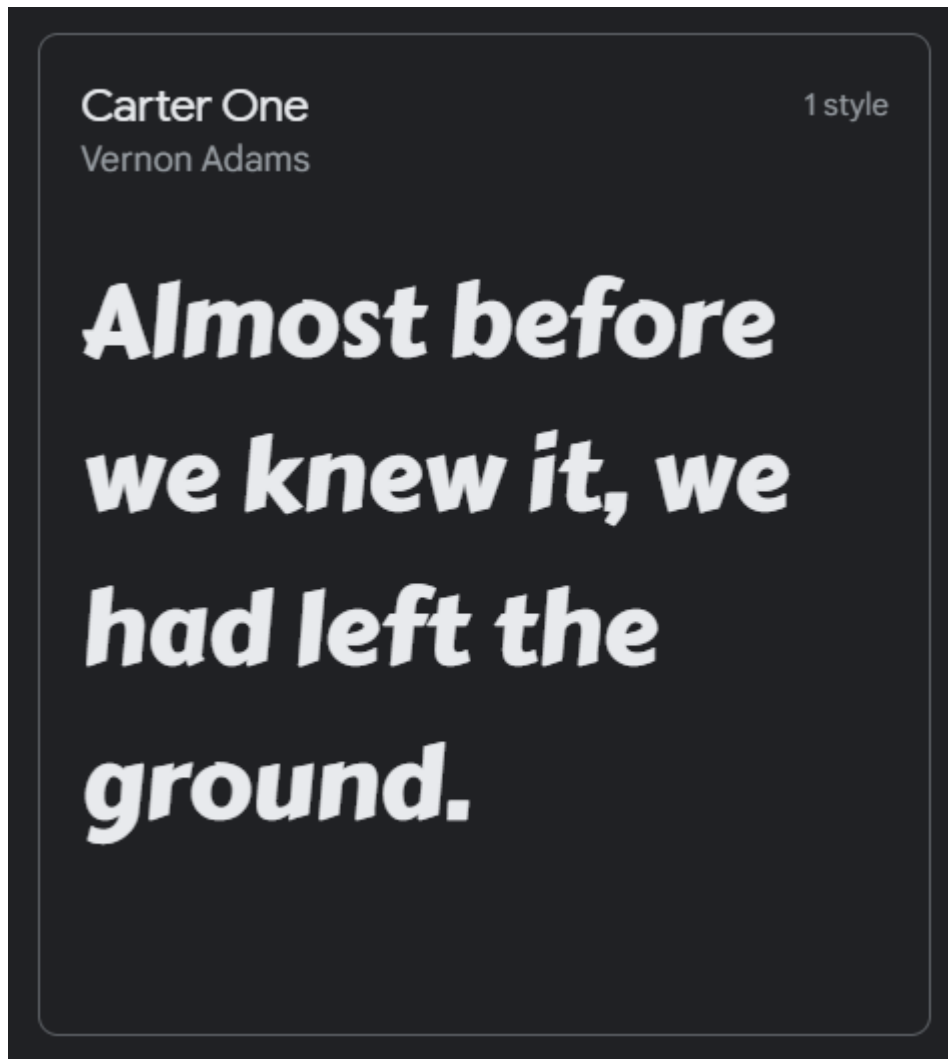 Carter One
1 style
Vernon Adams
Almost before
we knew it, we
had left the
ground.